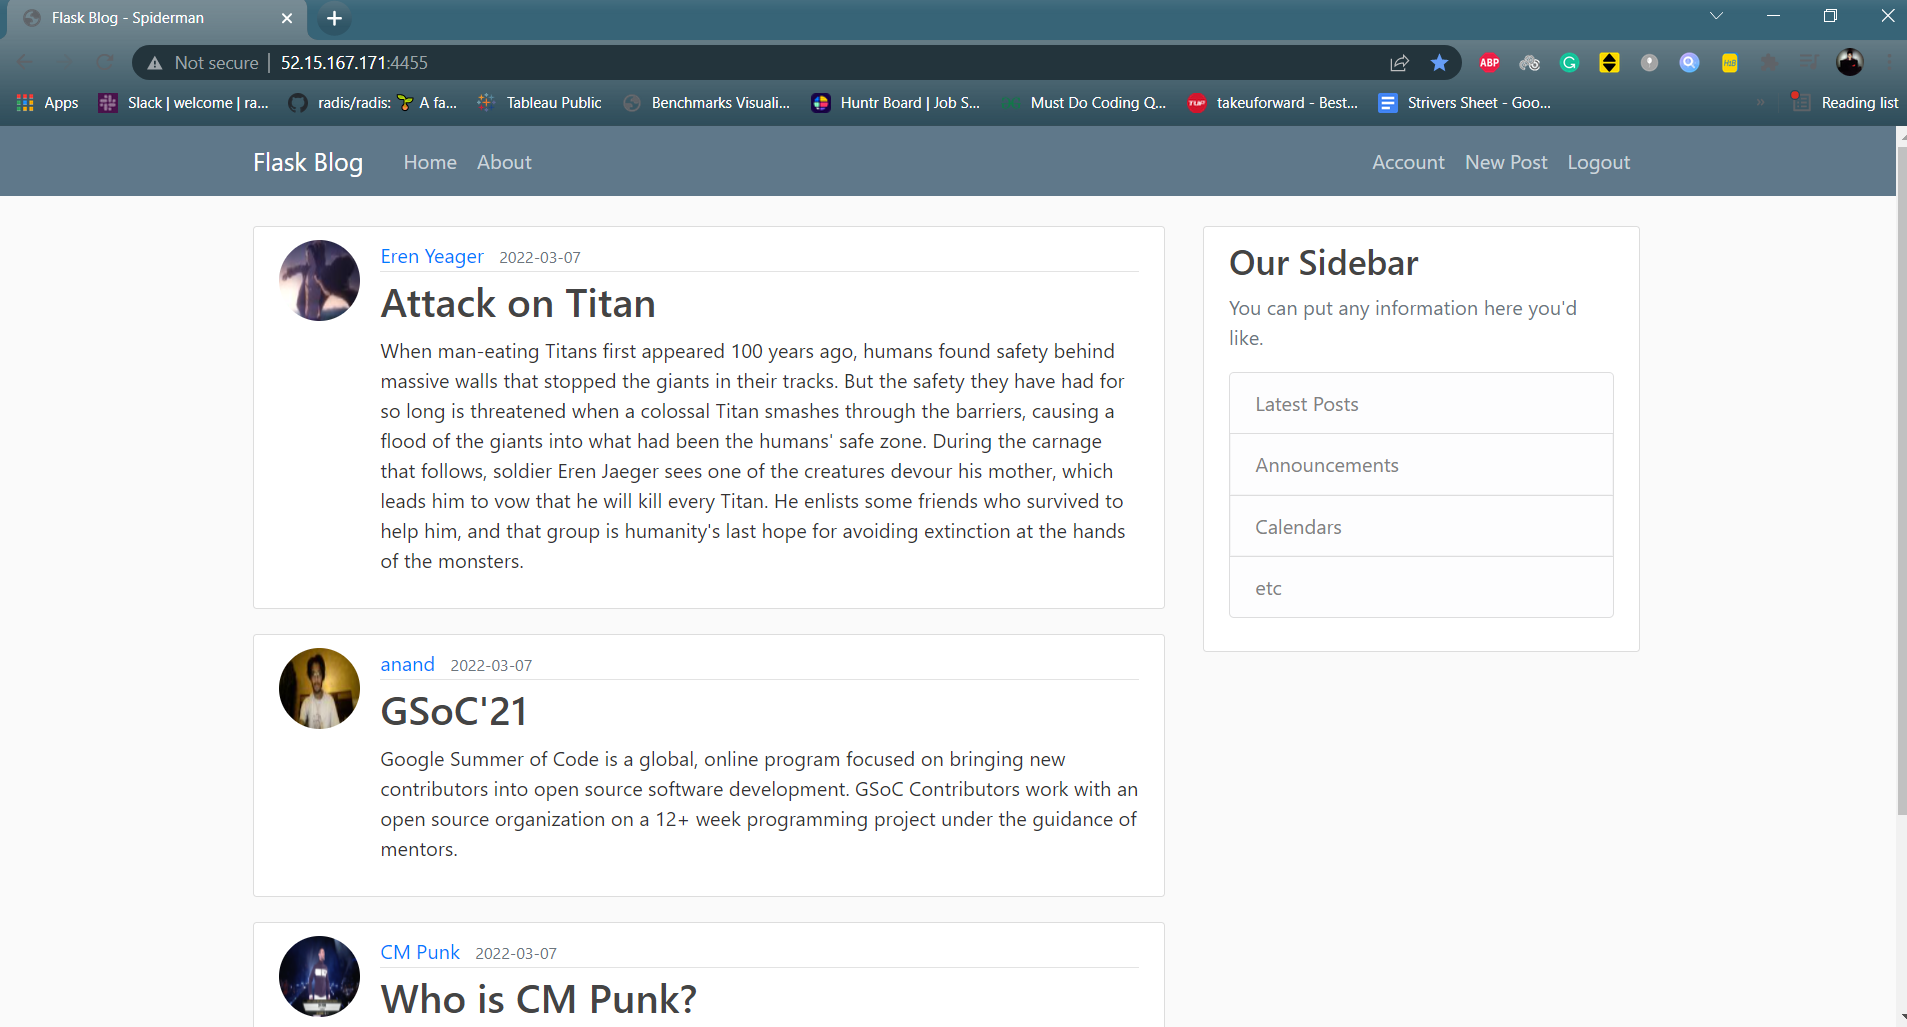 Flask Blog - Spiderman
Not secure | 52.15.167.171:4455
ABP
Apps
Slack | welcome | ra...
radis/radis: A fa...
Tableau Public
Benchmarks Visuali...
Huntr Board | Job S...
Must Do Coding Q...
TUF
takeuforward - Best...
Strivers Sheet - Goo...
»
Reading list
Flask Blog
Home
About
Account
New Post
Logout
Eren Yeager 2022-03-07
Attack on Titan
When man-eating Titans first appeared 100 years ago, humans found safety behind
massive walls that stopped the giants in their tracks. But the safety they have had for
so long is threatened when a colossal Titan smashes through the barriers, causing a
flood of the giants into what had been the humans' safe zone. During the carnage
that follows, soldier Eren Jaeger sees one of the creatures devour his mother, which
leads him to vow that he will kill every Titan. He enlists some friends who survived to
help him, and that group is humanity's last hope for avoiding extinction at the hands
of the monsters.
anand 2022-03-07
GSoC'21
Google Summer of Code is a global, online program focused on bringing new
contributors into open source software development. GSoC Contributors work with an
open source organization on a 12+ week programming project under the guidance of
mentors.
CM Punk 2022-03-07
Who is CM Punk?
Our Sidebar
You can put any information here you'd
like.
Latest Posts
Announcements
Calendars
etc